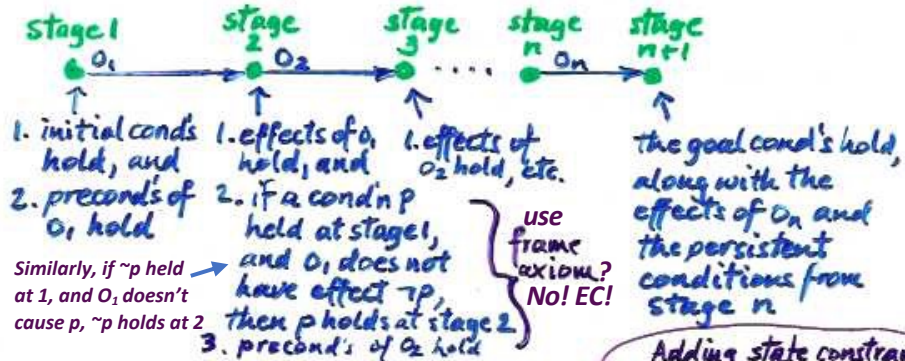 stage 1
stage
2
stage
3
stage
n
stage
n+1
O₁
O₂
....
Oₙ
1. initial cond's
hold, and
2. precond's of
O₁ hold
Similarly, if ~p held
at 1, and O₁ doesn't
cause p, ~p holds at 2
1. effects of O₁
hold, and
2. if a cond'n p
held at stage 1,
and O₁ does not
have effect ¬p,
then p holds at stage 2
3. precond's of O₂ hold
1. effects of
O₂ hold, etc.
use
frame
axiom?
No! EC!
the goal cond's hold,
along with the
effects of Oₙ and
the persistent
conditions from
stage n
Adding state constra